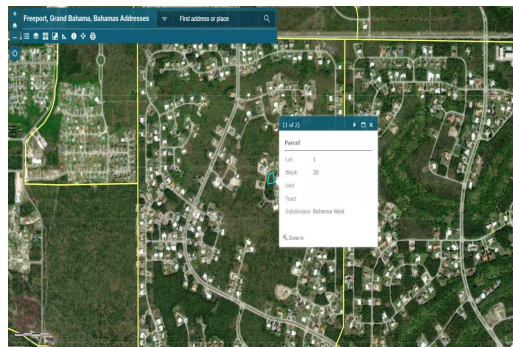 Freeport, Grand Bahama, Bahamas Addresses
Find address or place
(1 of 2)
Parcel
Lot 1
Block 20
Unit
Tract
Subdivision Bahamia West
Zoom to